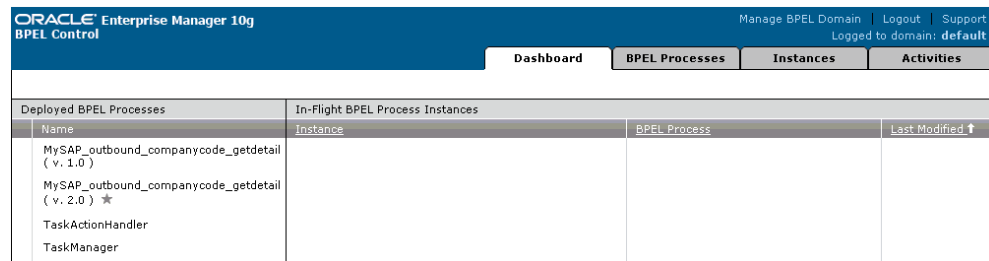 ORACLE Enterprise Manager 10g
BPEL Control
Manage BPEL Domain | Logout | Support
Logged to domain: default
Dashboard BPEL Processes Instances Activities
Deployed BPEL Processes In-Flight BPEL Process Instances
Name Instance BPEL Process Last Modified
MySAP_outbound_companycode_getdetail
( v. 1.0 )
MySAP_outbound_companycode_getdetail
( v. 2.0 )
TaskActionHandler
TaskManager